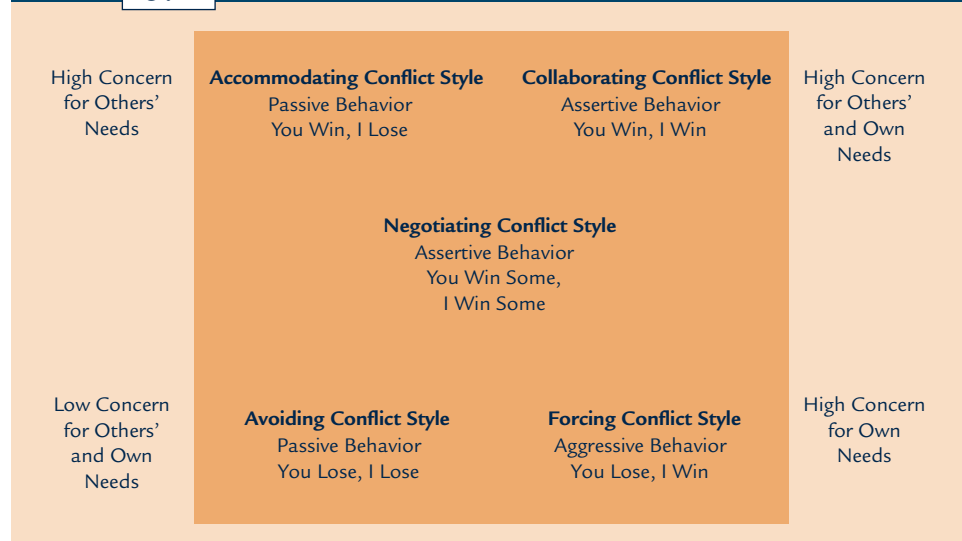 High Concern
for Others'
Needs
Accommodating Conflict Style
Passive Behavior
You Win, I Lose
Collaborating Conflict Style
Assertive Behavior
You Win, I Win
High Concern
for Others'
and Own
Needs
Negotiating Conflict Style
Assertive Behavior
You Win Some,
I Win Some
Low Concern
for Others'
and Own
Needs
Avoiding Conflict Style
Passive Behavior
You Lose, I Lose
Forcing Conflict Style
Aggressive Behavior
You Lose, I Win
High Concern
for Own
Needs